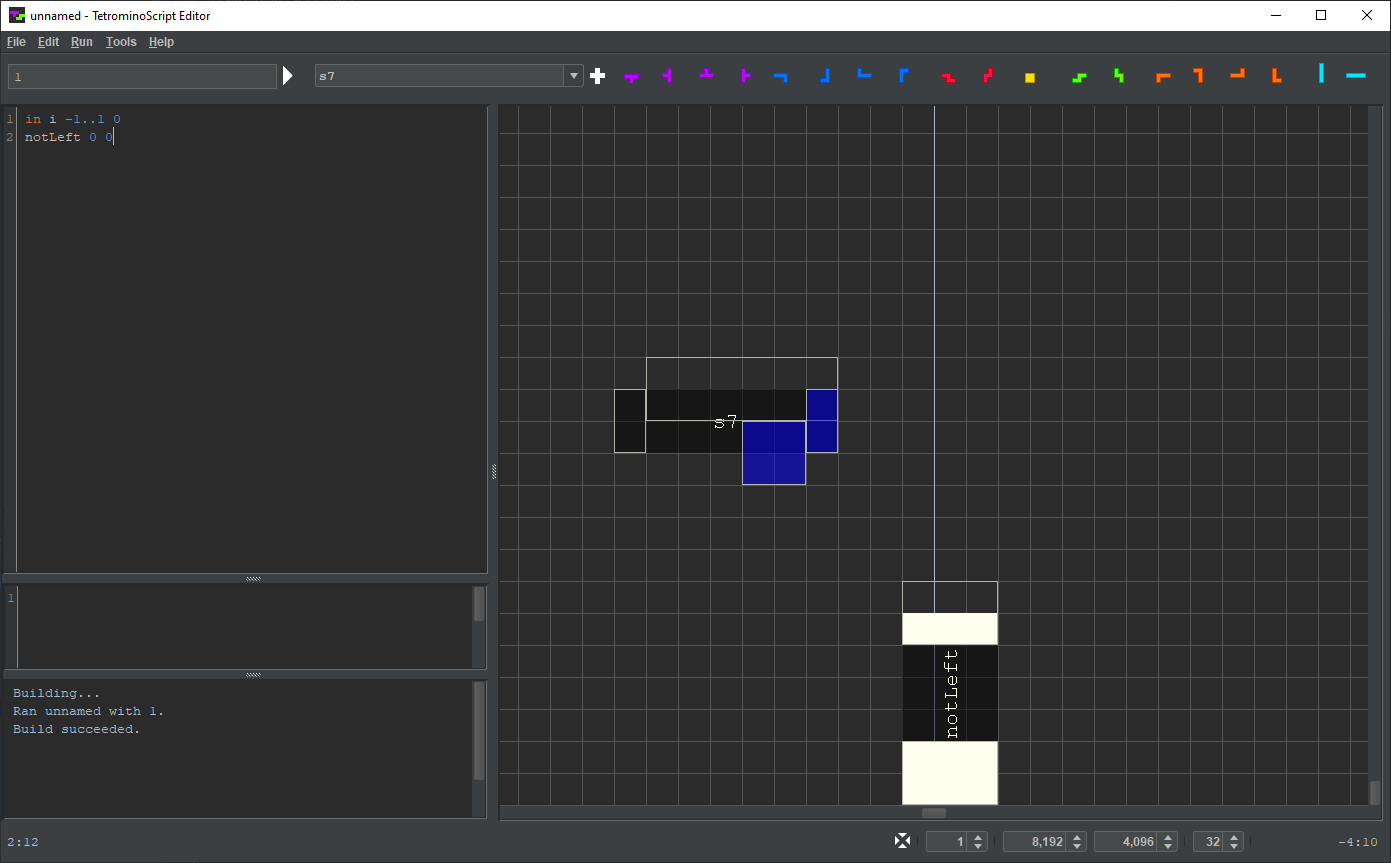 unnamed - TetrominoScript Editor
File Edit Run Tools Help
1 s7
1 in i -1..1 0
2 notLeft 0 0
s7
notLeft
1
Building...
Ran unnamed with 1.
Build succeeded.
2:12 1 8,192 4,096 32 -4:10